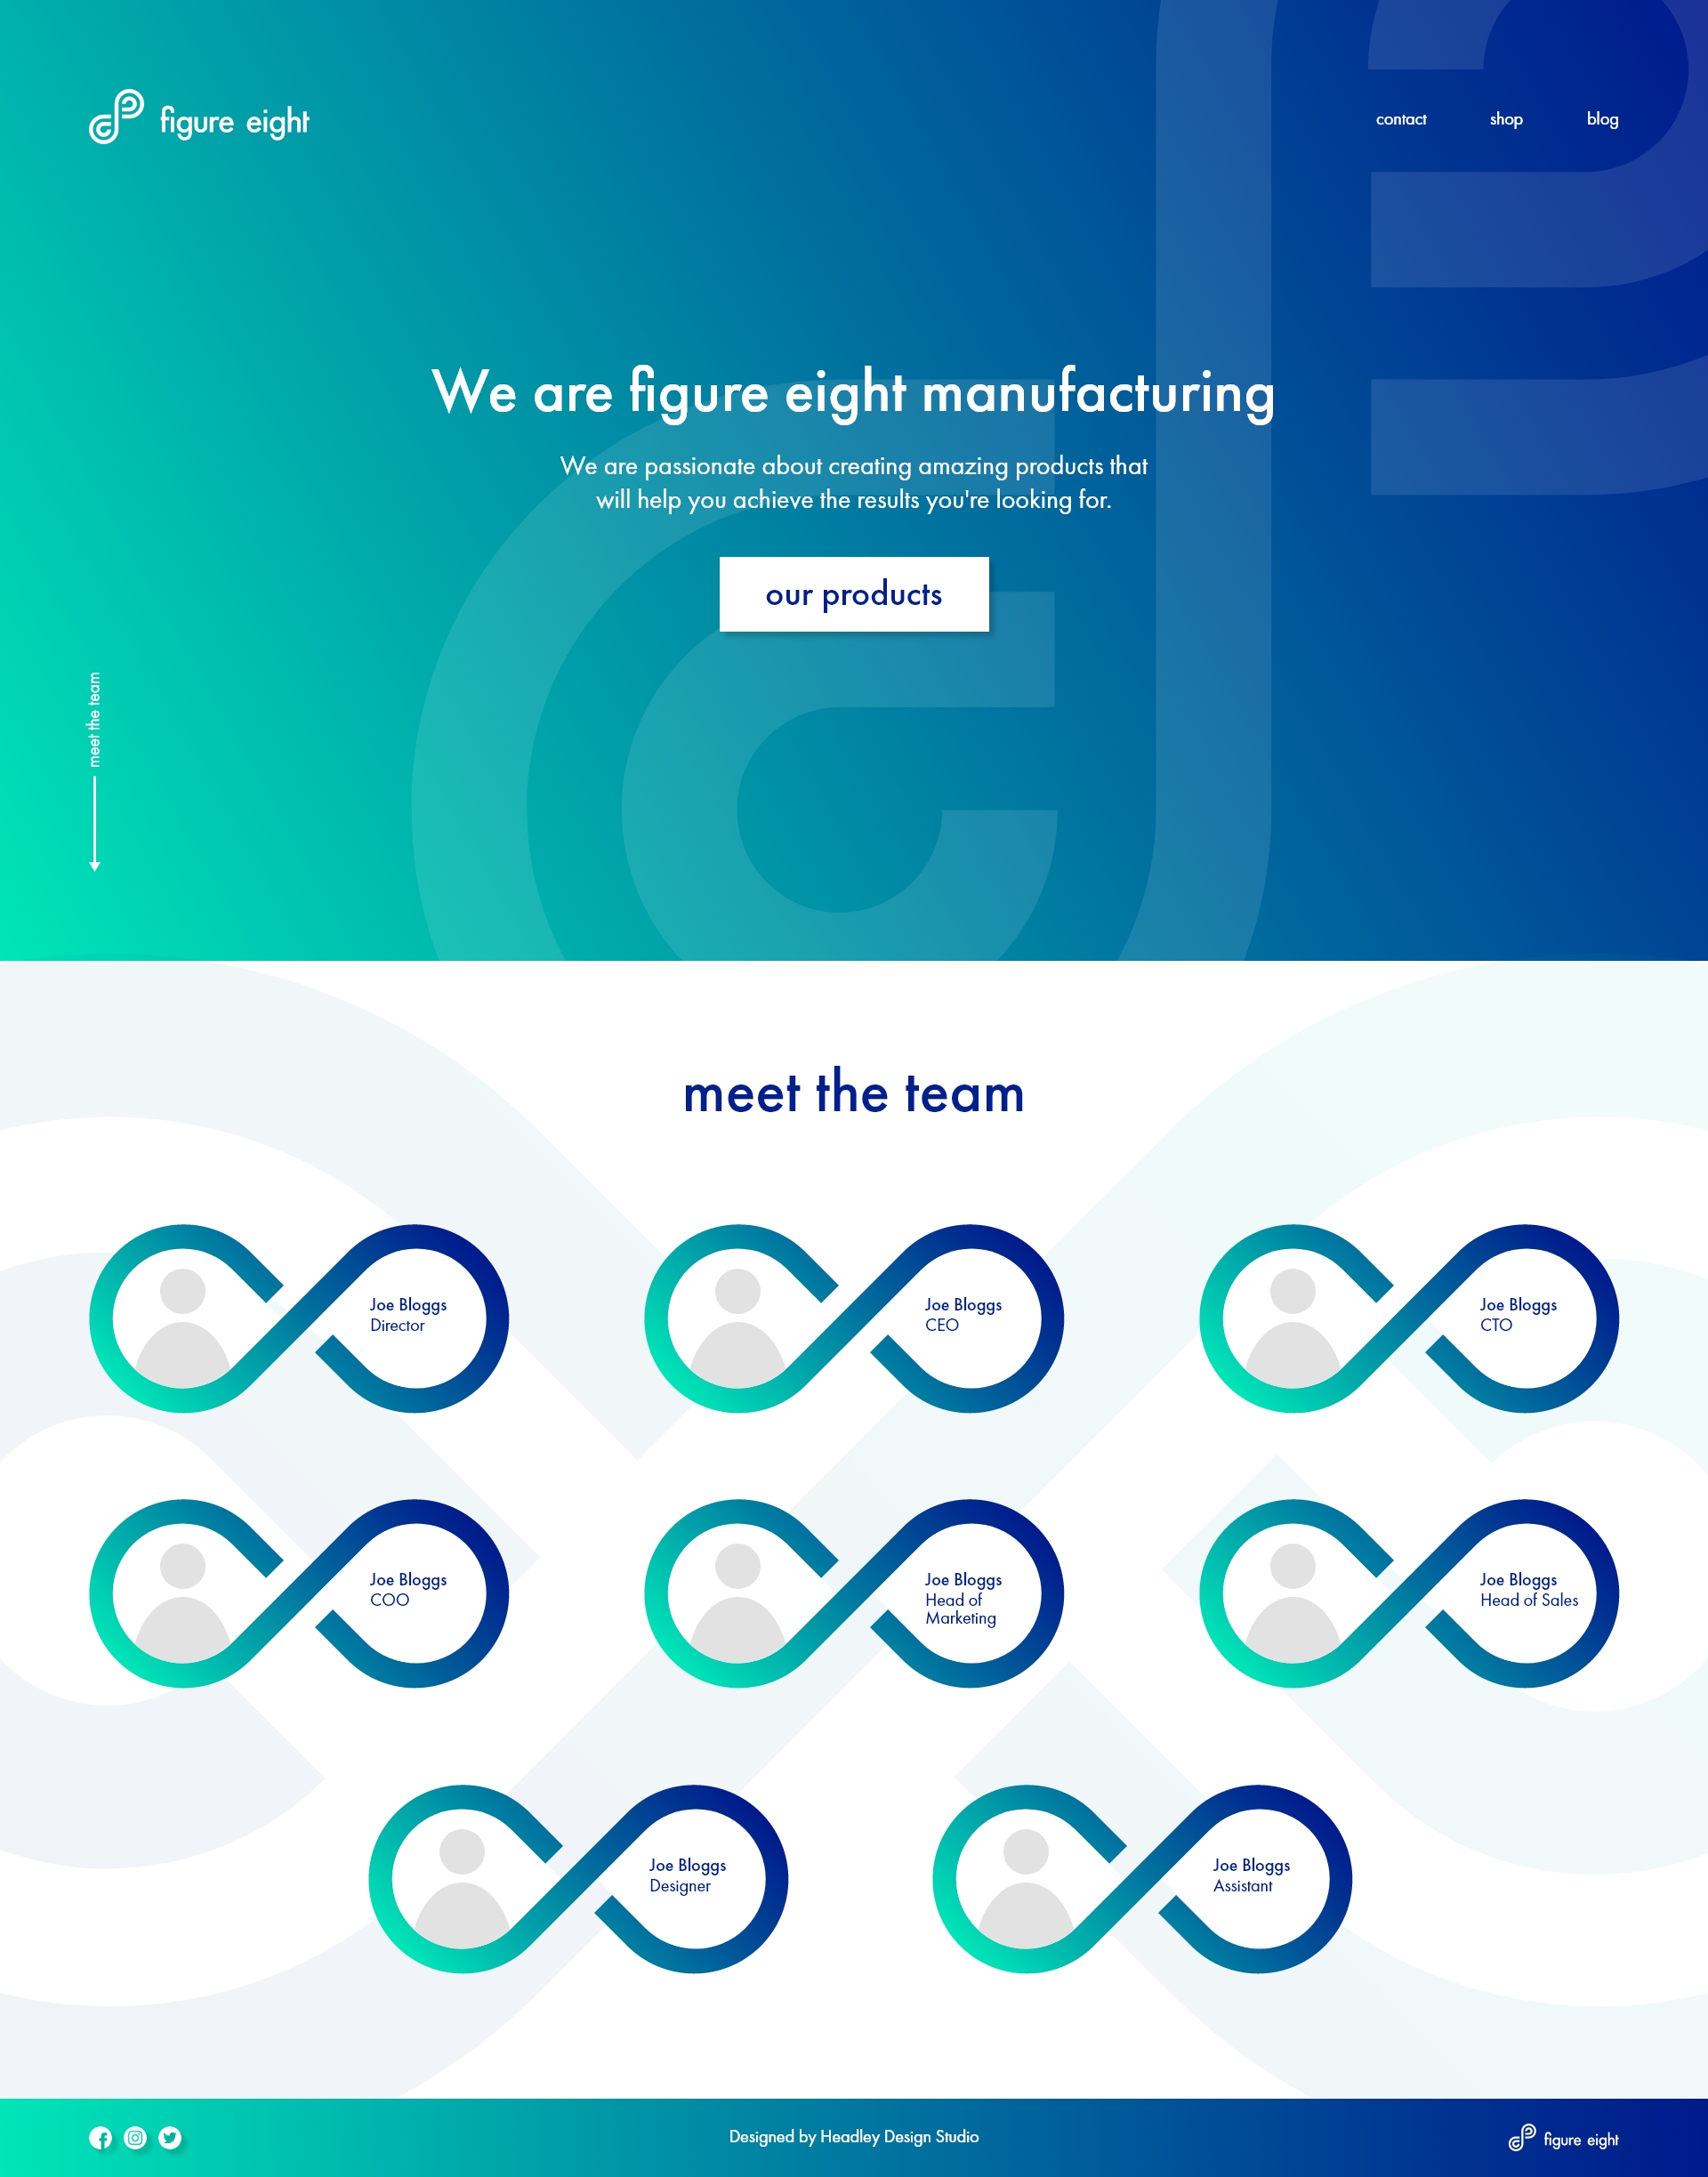 figure eight
contact
shop
blog
We are figure eight manufacturing
We are passionate about creating amazing products that
will help you achieve the results you're looking for.
our products
meet the team
meet the team
Joe Bloggs
Director
Joe Bloggs
CEO
Joe Bloggs
CTO
Joe Bloggs
COO
Joe Bloggs
Head of
Marketing
Joe Bloggs
Head of Sales
Joe Bloggs
Designer
Joe Bloggs
Assistant
Designed by Headley Design Studio
figure eight